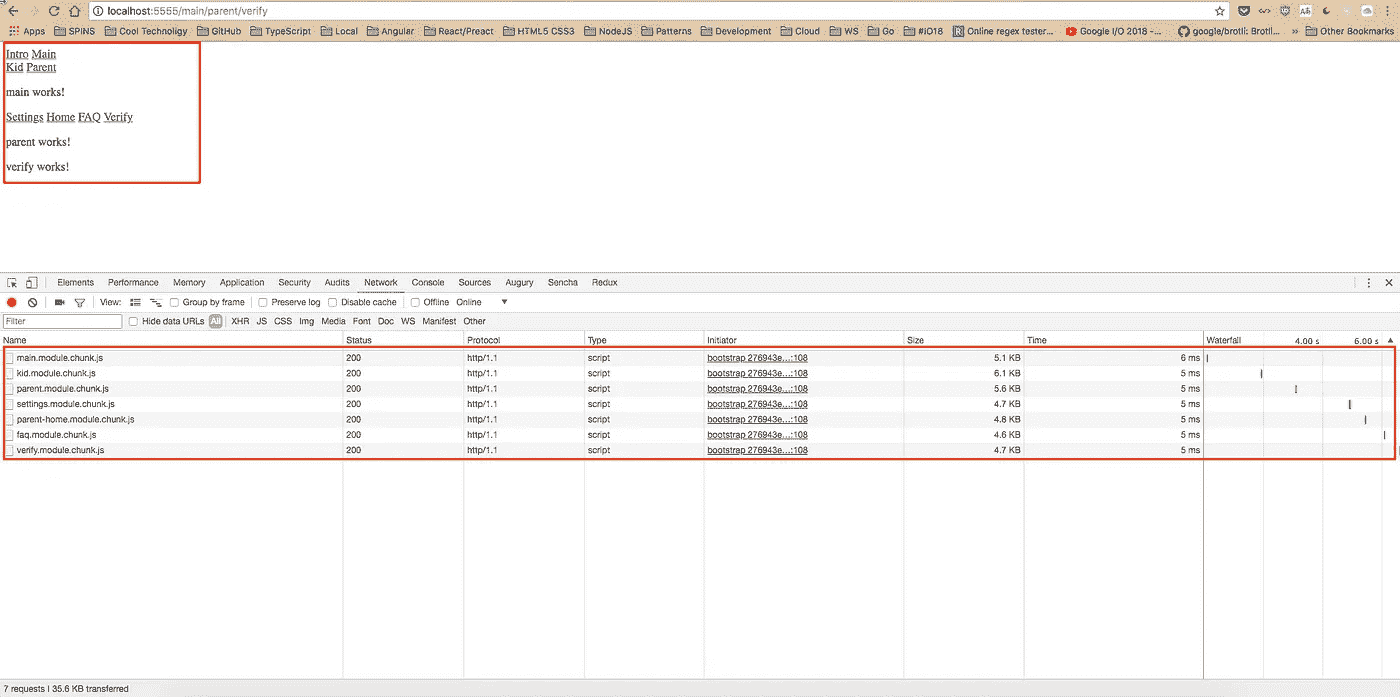 localhost:5555/main/parent/verify
Apps SPINS Cool Technoligy GitHub TypeScript Local Angular React/Preact HTML5 CSS3 NodeJS Patterns Development Cloud WS Go #IO18 Online regex tester... Google I/O 2018 -... google/brotli: Brotli... » Other Bookmarks
Intro Main
Kid Parent
main works!
Settings Home FAQ Verify
parent works!
verify works!
Elements Performance Memory Application Security Audits Network Console Sources Augury Sencha Redux
View: Group by frame Preserve log Disable cache Offline Online
Filter Hide data URLs All XHR JS CSS Img Media Font Doc WS Manifest Other
Name Status Protocol Type Initiator Size Time Waterfall 4.00 s 6.00 s
main.module.chunk.js 200 http/1.1 script bootstrap 276943e…:108 5.1 KB 6 ms
kid.module.chunk.js 200 http/1.1 script bootstrap 276943e…:108 6.1 KB 5 ms
parent.module.chunk.js 200 http/1.1 script bootstrap 276943e…:108 5.6 KB 5 ms
settings.module.chunk.js 200 http/1.1 script bootstrap 276943e…:108 4.7 KB 5 ms
parent-home.module.chunk.js 200 http/1.1 script bootstrap 276943e…:108 4.8 KB 5 ms
faq.module.chunk.js 200 http/1.1 script bootstrap 276943e…:108 4.6 KB 5 ms
verify.module.chunk.js 200 http/1.1 script bootstrap 276943e…:108 4.7 KB 5 ms
7 requests | 35.6 KB transferred